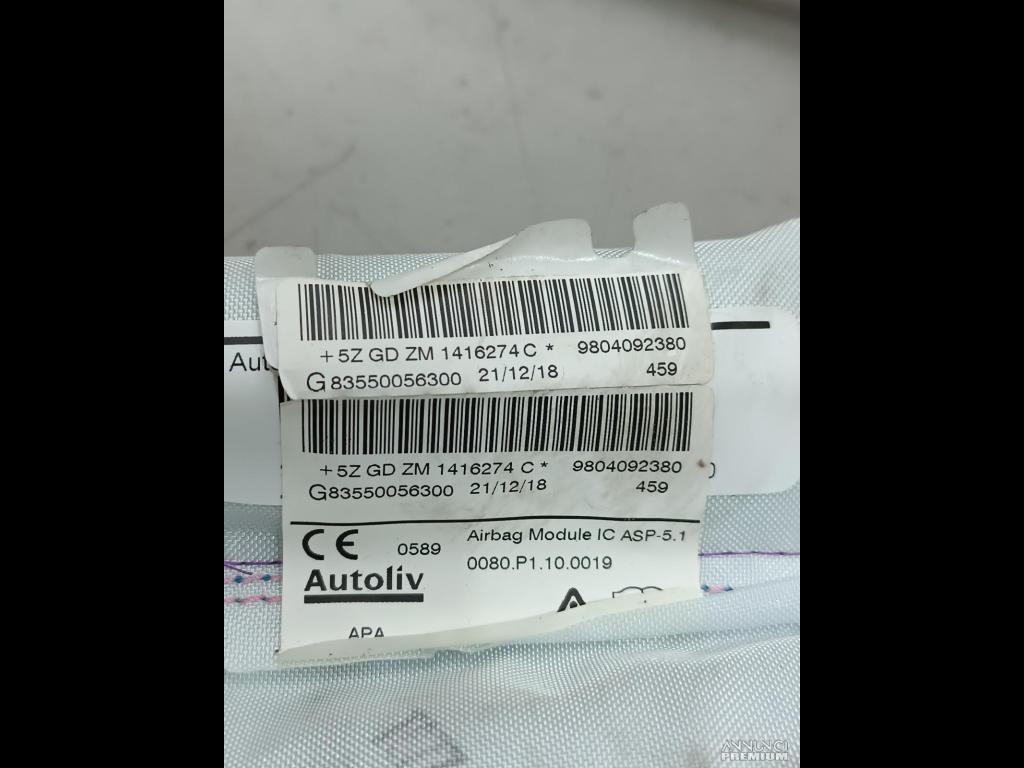 + 5Z GD ZM 1416274 C * 9804092380
G83550056300 21/12/18 459
Aut
+ 5Z GD ZM 1416274 C * 9804092380
G83550056300 21/12/18 459
CE 0589 Airbag Module IC ASP-5.1
Autoliv 0080.P1.10.0019
APA
ANNUNCI
PREMIUM